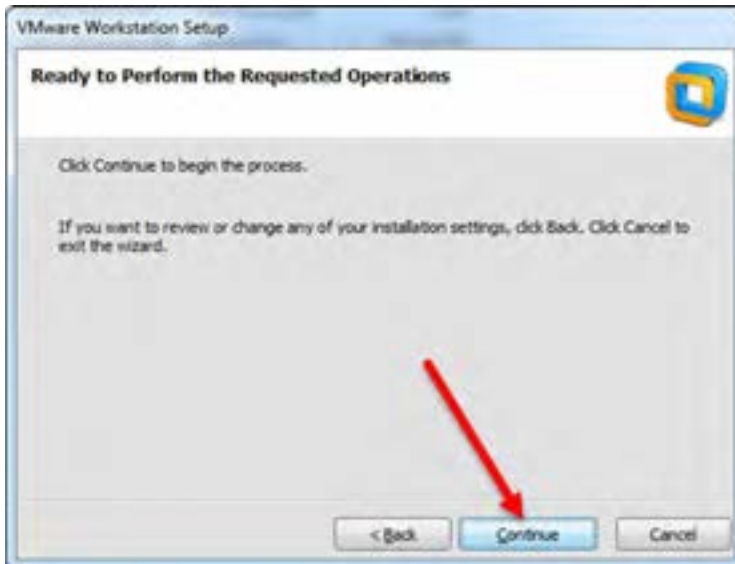 VMware Workstation Setup
Ready to Perform the Requested Operations
Click Continue to begin the process.
If you want to review or change any of your installation settings, click Back. Click Cancel to
exit the wizard.
< Back
Continue
Cancel